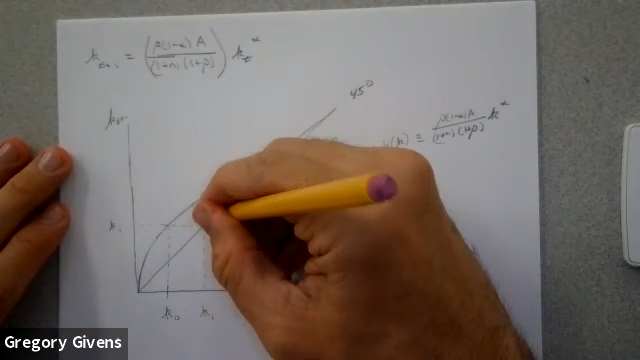 k_{t+1} = ( β(1-α)A / (1+n)(1+β) ) k_t^α
45°
k_{t+1}
h(k) ≡ β(1-α)A / (1+n)(1+β) k^α
k_1
k_0 k_1
Gregory Givens